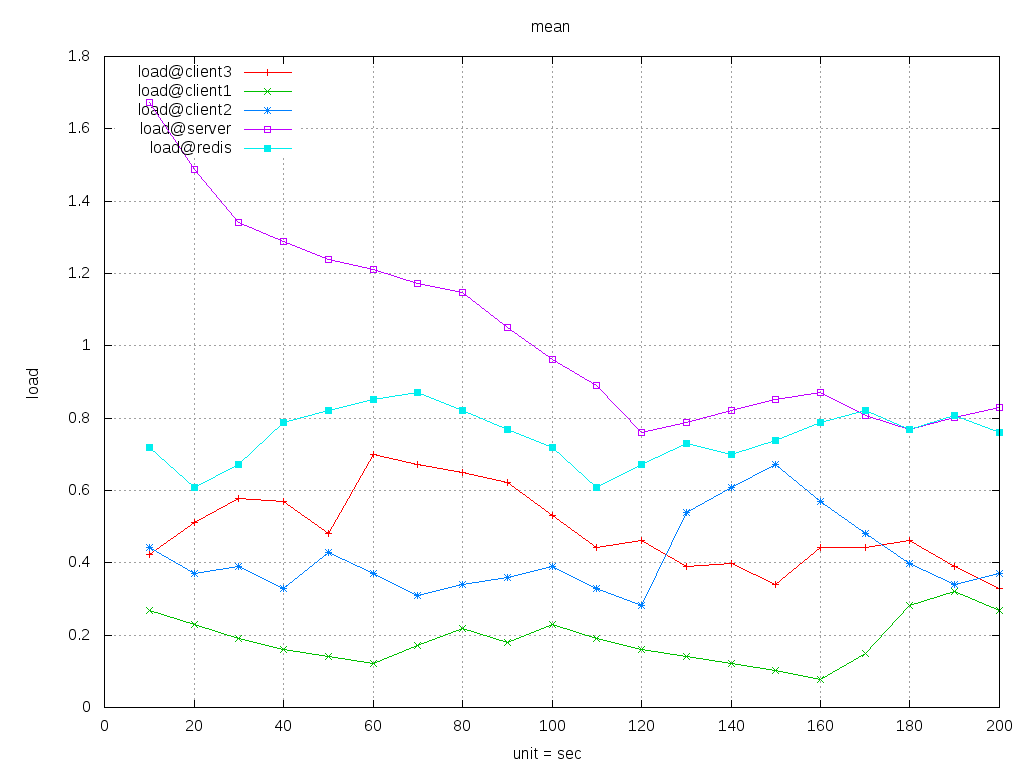 mean
1.8
1.6
1.4
1.2
1
0.8
0.6
0.4
0.2
0
load
load@client3
load@client1
load@client2
load@server
load@redis
0 20 40 60 80 100 120 140 160 180 200
unit = sec